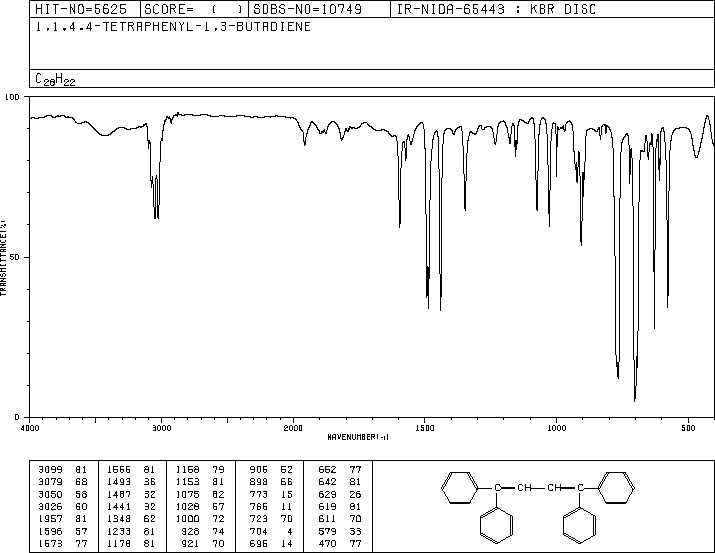 HIT-NO=5625 SCORE= ( ) SDBS-NO=10749 IR-NIDA-65443 : KBR DISC
1,1,4,4-TETRAPHENYL-1,3-BUTADIENE
C28H22
100
50
0
TRANSMITTANCE(%)
4000 3000 2000 1500 1000 500
WAVENUMBER(-1)
3099 81 1566 81 1158 79 906 52 662 77
3079 68 1493 36 1153 81 898 66 642 81
3050 58 1487 32 1075 62 773 15 629 26
3026 60 1441 32 1028 57 766 11 619 81
1957 81 1348 62 1000 72 723 70 611 70
1596 57 1233 81 928 74 704 4 579 33
1573 77 1178 81 921 70 696 14 470 77
C CH CH C